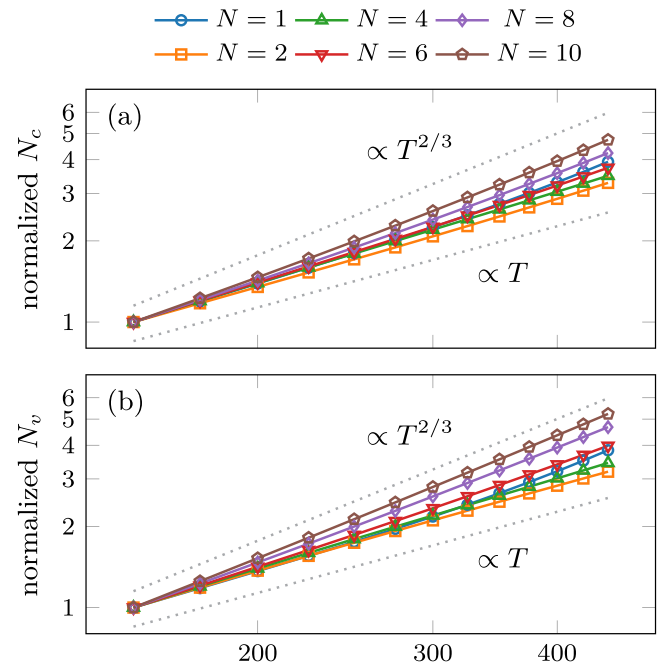 N = 1 N = 4 N = 8
N = 2 N = 6 N = 10
(a)
normalized N_c
6
5
4
3
2
1
∝ T^{2/3}
∝ T
(b)
normalized N_v
6
5
4
3
2
1
∝ T^{2/3}
∝ T
200 300 400